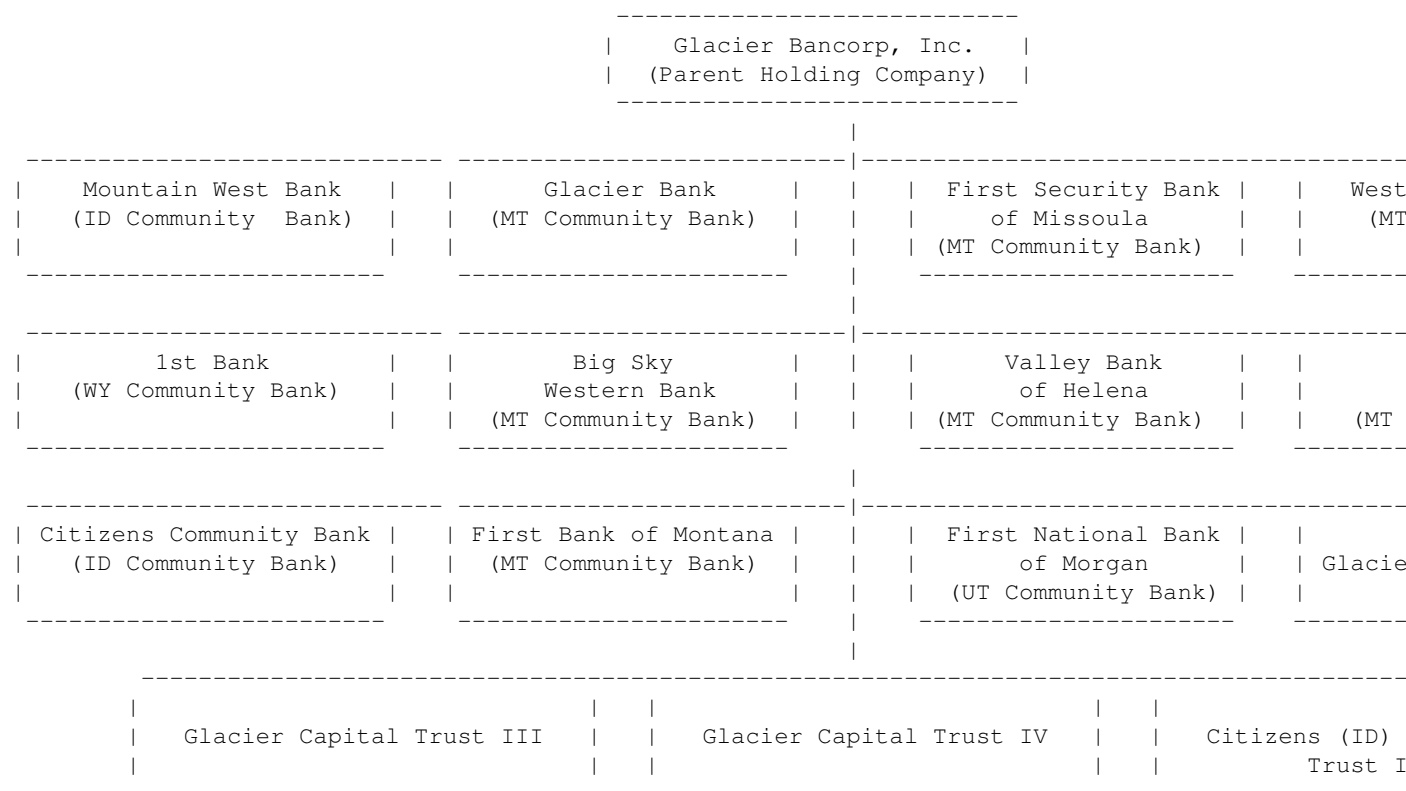 Glacier Bancorp, Inc.
(Parent Holding Company)
Mountain West Bank Glacier Bank First Security Bank West
(ID Community Bank) (MT Community Bank) of Missoula (MT
(MT Community Bank)
1st Bank Big Sky Valley Bank
(WY Community Bank) Western Bank of Helena
(MT Community Bank) (MT Community Bank) (MT
Citizens Community Bank First Bank of Montana First National Bank
(ID Community Bank) (MT Community Bank) of Morgan Glacie
(UT Community Bank)
Glacier Capital Trust III Glacier Capital Trust IV Citizens (ID)
Trust I